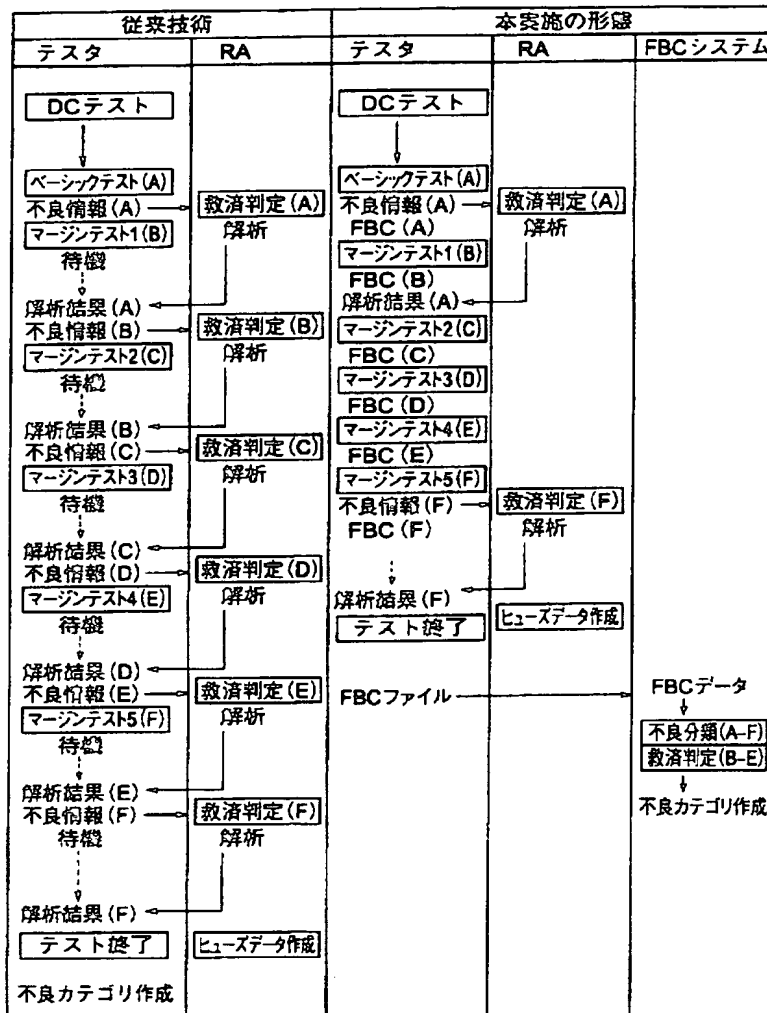 従来技術
本実施の形態
テスタ
RA
テスタ
RA
FBCシステム
DCテスト
ベーシックテスト(A)
不良情報(A)
救済判定(A)
マージンテスト1(B)
解析
待機
解析結果(A)
不良情報(B)
救済判定(B)
マージンテスト2(C)
解析
待機
解析結果(B)
不良情報(C)
救済判定(C)
マージンテスト3(D)
解析
待機
解析結果(C)
不良情報(D)
救済判定(D)
マージンテスト4(E)
解析
待機
解析結果(D)
不良情報(E)
救済判定(E)
マージンテスト5(F)
解析
待機
解析結果(E)
不良情報(F)
救済判定(F)
待機
解析
解析結果(F)
テスト終了
ヒューズデータ作成
不良カテゴリ作成
DCテスト
ベーシックテスト(A)
不良情報(A)
救済判定(A)
FBC(A)
解析
マージンテスト1(B)
FBC(B)
解析結果(A)
マージンテスト2(C)
FBC(C)
マージンテスト3(D)
FBC(D)
マージンテスト4(E)
FBC(E)
マージンテスト5(F)
不良情報(F)
救済判定(F)
FBC(F)
解析
解析結果(F)
テスト終了
ヒューズデータ作成
FBCファイル
FBCデータ
不良分類(A-F)
救済判定(B-E)
不良カテゴリ作成